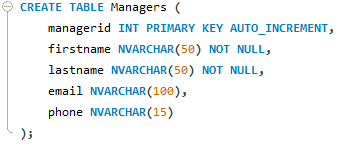 CREATE TABLE Managers (
managerid INT PRIMARY KEY AUTO_INCREMENT,
firstname NVARCHAR(50) NOT NULL,
lastname NVARCHAR(50) NOT NULL,
email NVARCHAR(100),
phone NVARCHAR(15)
);